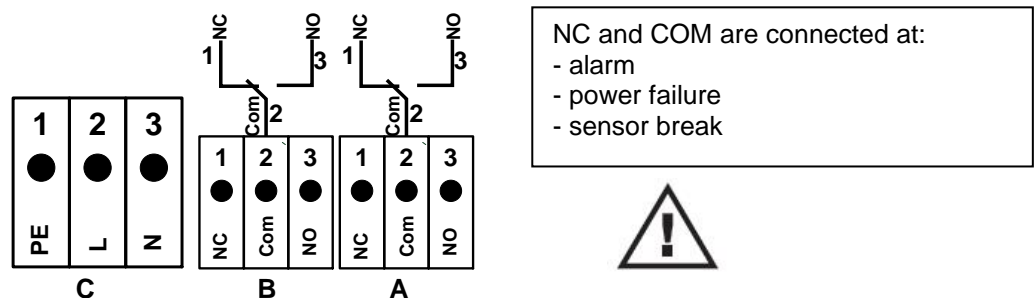 NC NO NC NO
1 3 1 3
Com 2 Com 2
1 2 3 1 2 3 1 2 3
PE L N NC Com NO NC Com NO
C B A
NC and COM are connected at:
- alarm
- power failure
- sensor break
!